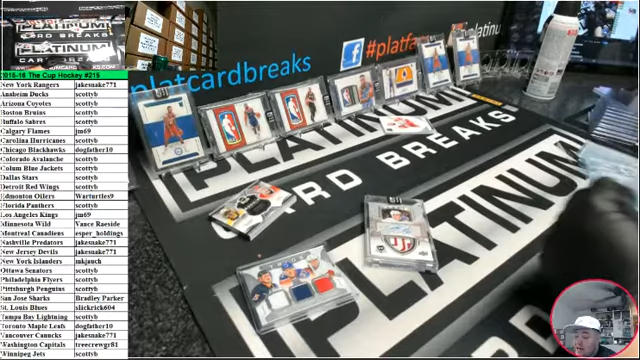 PLATINUM
CARD BREAKS
PLATINUM
platcardbreaks
#platfa
2015-16 The Cup Hockey #215
New York Rangers jakesnake771
Anaheim Ducks scottyb
Arizona Coyotes scottyb
Boston Bruins scottyb
Buffalo Sabres scottyb
Calgary Flames jm69
Carolina Hurricanes scottyb
Chicago Blackhawks dogfather10
Colorado Avalanche scottyb
Colum Blue Jackets scottyb
Dallas Stars scottyb
Detroit Red Wings scottyb
Edmonton Oilers Warturtles9
Florida Panthers scottyb
Los Angeles Kings jm69
Minnesota Wild Vance Raeside
Montreal Canadiens esper_holdings
Nashville Predators jakesnake771
New Jersey Devils jakesnake771
New York Islanders
Ottawa Senators scottyb
Philadelphia Flyers scottyb
Pittsburgh Penguins scottyb
San Jose Sharks Bradley Parker
St. Louis Blues slickrick604
Tampa Bay Lightning scottyb
Toronto Maple Leafs dogfather10
Vancouver Canucks jakesnake771
Washington Capitals treecrewgr81
Winnipeg Jets scottyb
PLATINUM
CARD BREAKS
PLATINUM